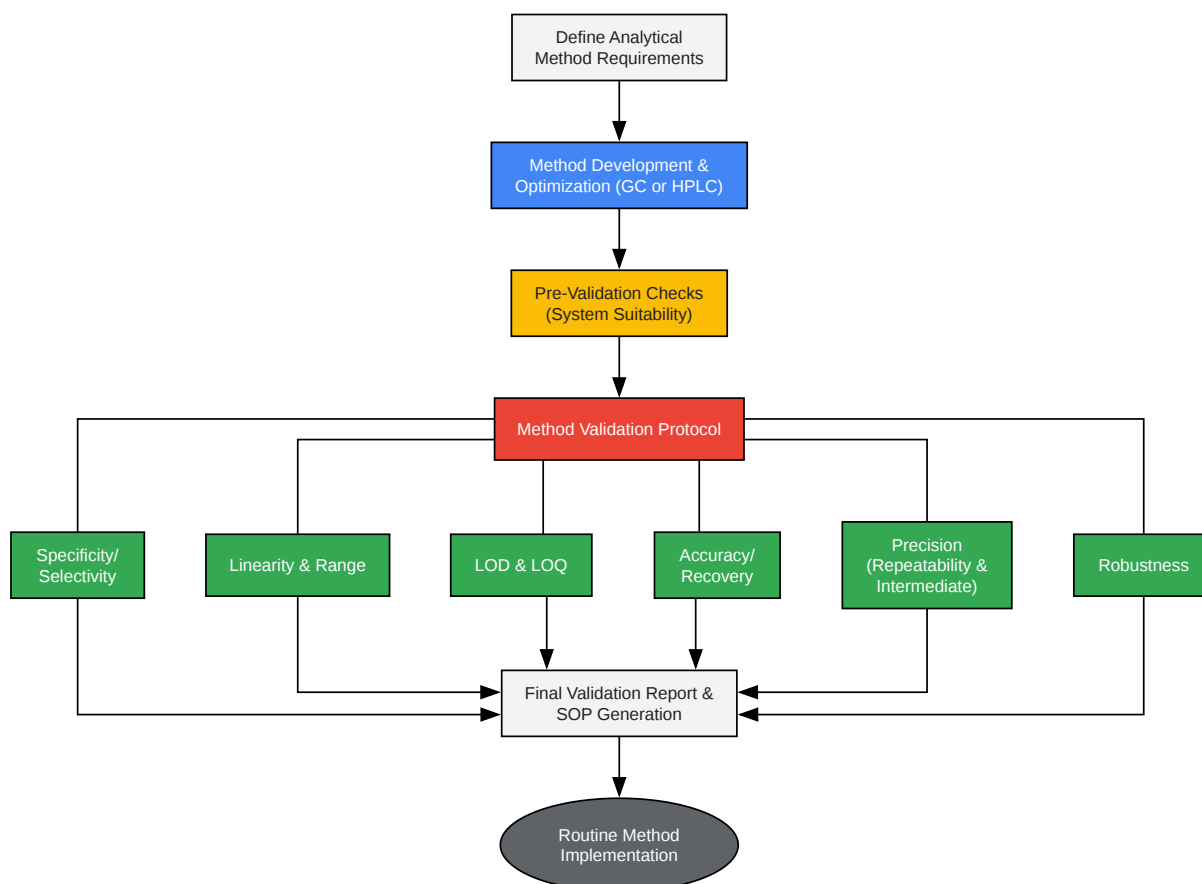 Define Analytical
Method Requirements
Method Development &
Optimization (GC or HPLC)
Pre-Validation Checks
(System Suitability)
Method Validation Protocol
Specificity/
Selectivity
Linearity & Range
LOD & LOQ
Accuracy/
Recovery
Precision
(Repeatability &
Intermediate)
Robustness
Final Validation Report &
SOP Generation
Routine Method
Implementation